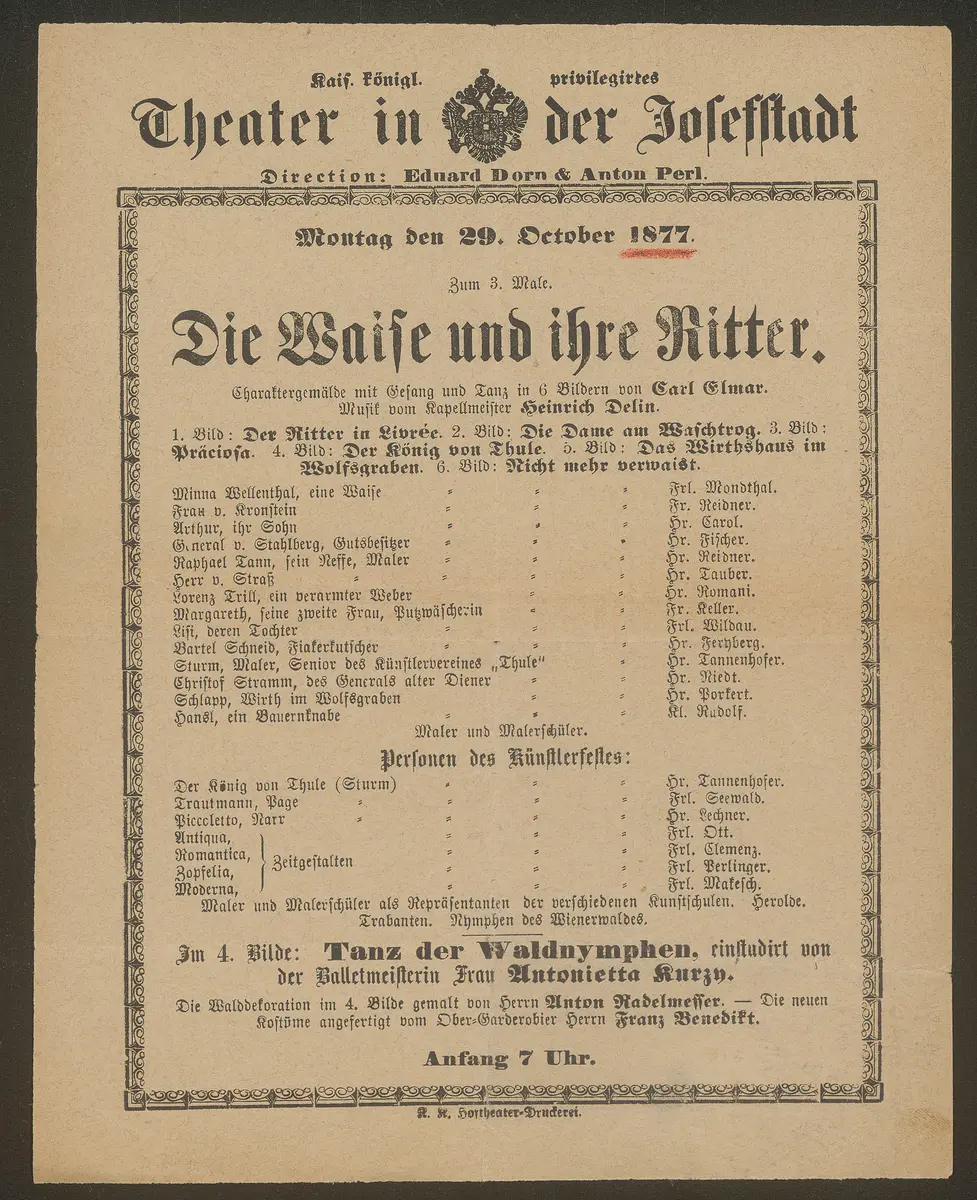 Kais. königl. privilegirtes
Theater in der Josefstadt
Direction: Eduard Dorn & Anton Perl.
Montag den 29. October 1877.
Zum 3. Male.
Die Waise und ihre Ritter.
Charaktergemälde mit Gesang und Tanz in 6 Bildern von Carl Elmar.
Musik vom Kapellmeister Heinrich Delin.
1. Bild: Der Ritter in Livrée. 2. Bild: Die Dame am Waschtrog. 3. Bild:
Präciosa. 4. Bild: Der König von Thule. 5. Bild: Das Wirthshaus im
Wolfsgraben. 6. Bild: Nicht mehr verwaist.
Minna Wellenthal, eine Waise = = = Frl. Mondthal.
Frau v. Kronstein = = = Fr. Reidner.
Arthur, ihr Sohn = = = Hr. Carol.
General v. Stahlberg, Gutsbesitzer = = = Hr. Fischer.
Raphael Tann, sein Neffe, Maler = = = Hr. Reidner.
Herr v. Straß = = = = Hr. Tauber.
Lorenz Trill, ein verarmter Weber = = = Hr. Romani.
Margareth, seine zweite Frau, Putzwäscherin = = Fr. Keller.
Lisi, deren Tochter = = = Frl. Wildau.
Bartel Schneid, Fiakerkutscher = = = Hr. Feryberg.
Sturm, Maler, Senior des Künstlervereines „Thule“ = Hr. Tannenhofer.
Christof Stramm, des Generals alter Diener = = Hr. Riedt.
Schlapp, Wirth im Wolfsgraben = = = Hr. Porkert.
Hansl, ein Bauernknabe = = = Kl. Rudolf.
Maler und Malerschüler.
Personen des Künstlerfestes:
Der König von Thule (Sturm) = = = Hr. Tannenhofer.
Trautmann, Page = = = = Frl. Seewald.
Piccoletto, Narr = = = = Hr. Lechner.
Antiqua, = = = Frl. Ott.
Romantica, Zeitgestalten = = = Frl. Clemenz.
Zopfelia, = = = Frl. Perlinger.
Moderna, = = = Frl. Makesch.
Maler und Malerschüler als Repräsentanten der verschiedenen Kunstschulen. Herolde.
Trabanten. Nymphen des Wienerwaldes.
Im 4. Bilde: Tanz der Waldnymphen, einstudirt von
der Balletmeisterin Frau Antonietta Kurzy.
Die Walddekoration im 4. Bilde gemalt von Herrn Anton Radelmesser. — Die neuen
Kostüme angefertigt vom Ober-Garderobier Herrn Franz Benedikt.
Anfang 7 Uhr.
K. K. Hoftheater-Druckerei.